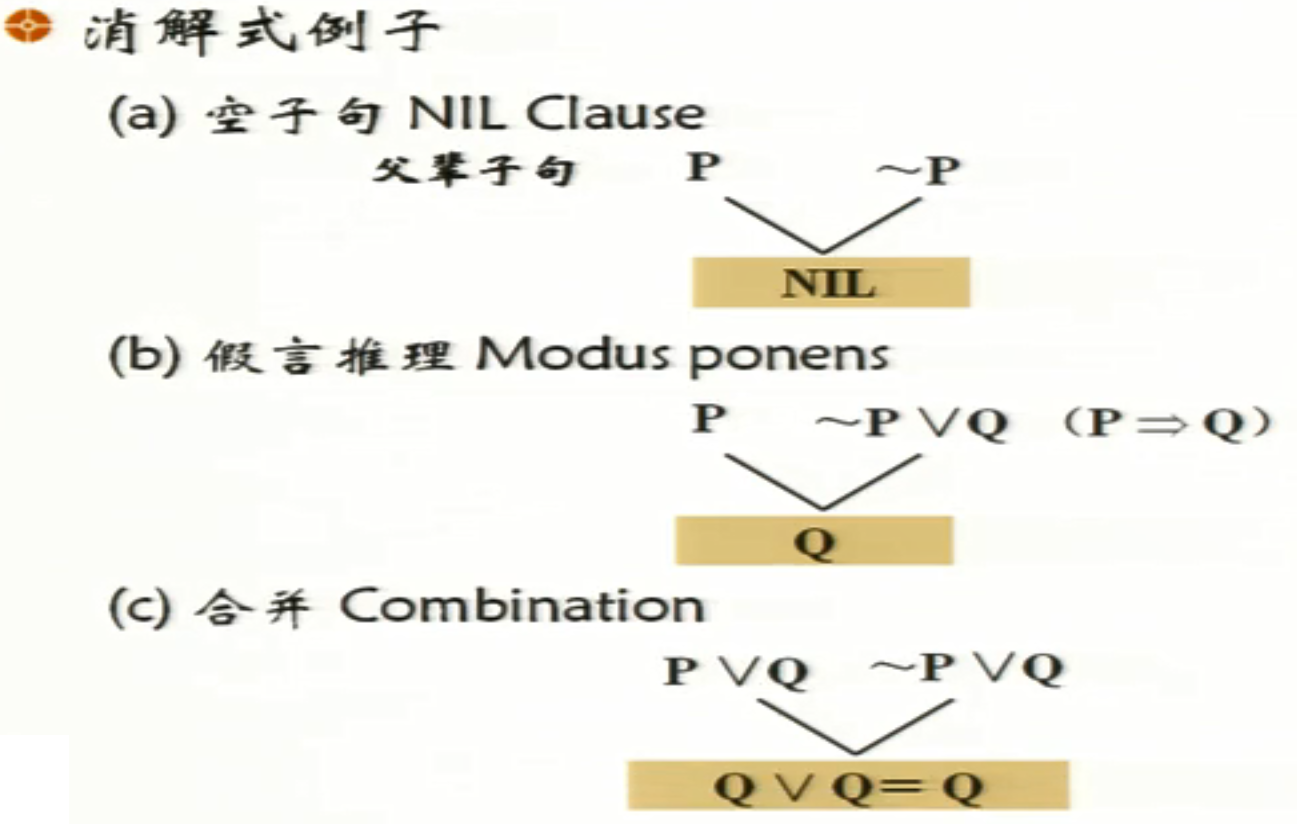 消解式例子
(a) 空子句 NIL Clause
父辈子句 P ~P
NIL
(b) 假言推理 Modus ponens
P ~P ∨Q (P⇒Q)
Q
(c) 合并 Combination
P ∨Q ~P ∨Q
Q ∨ Q= Q